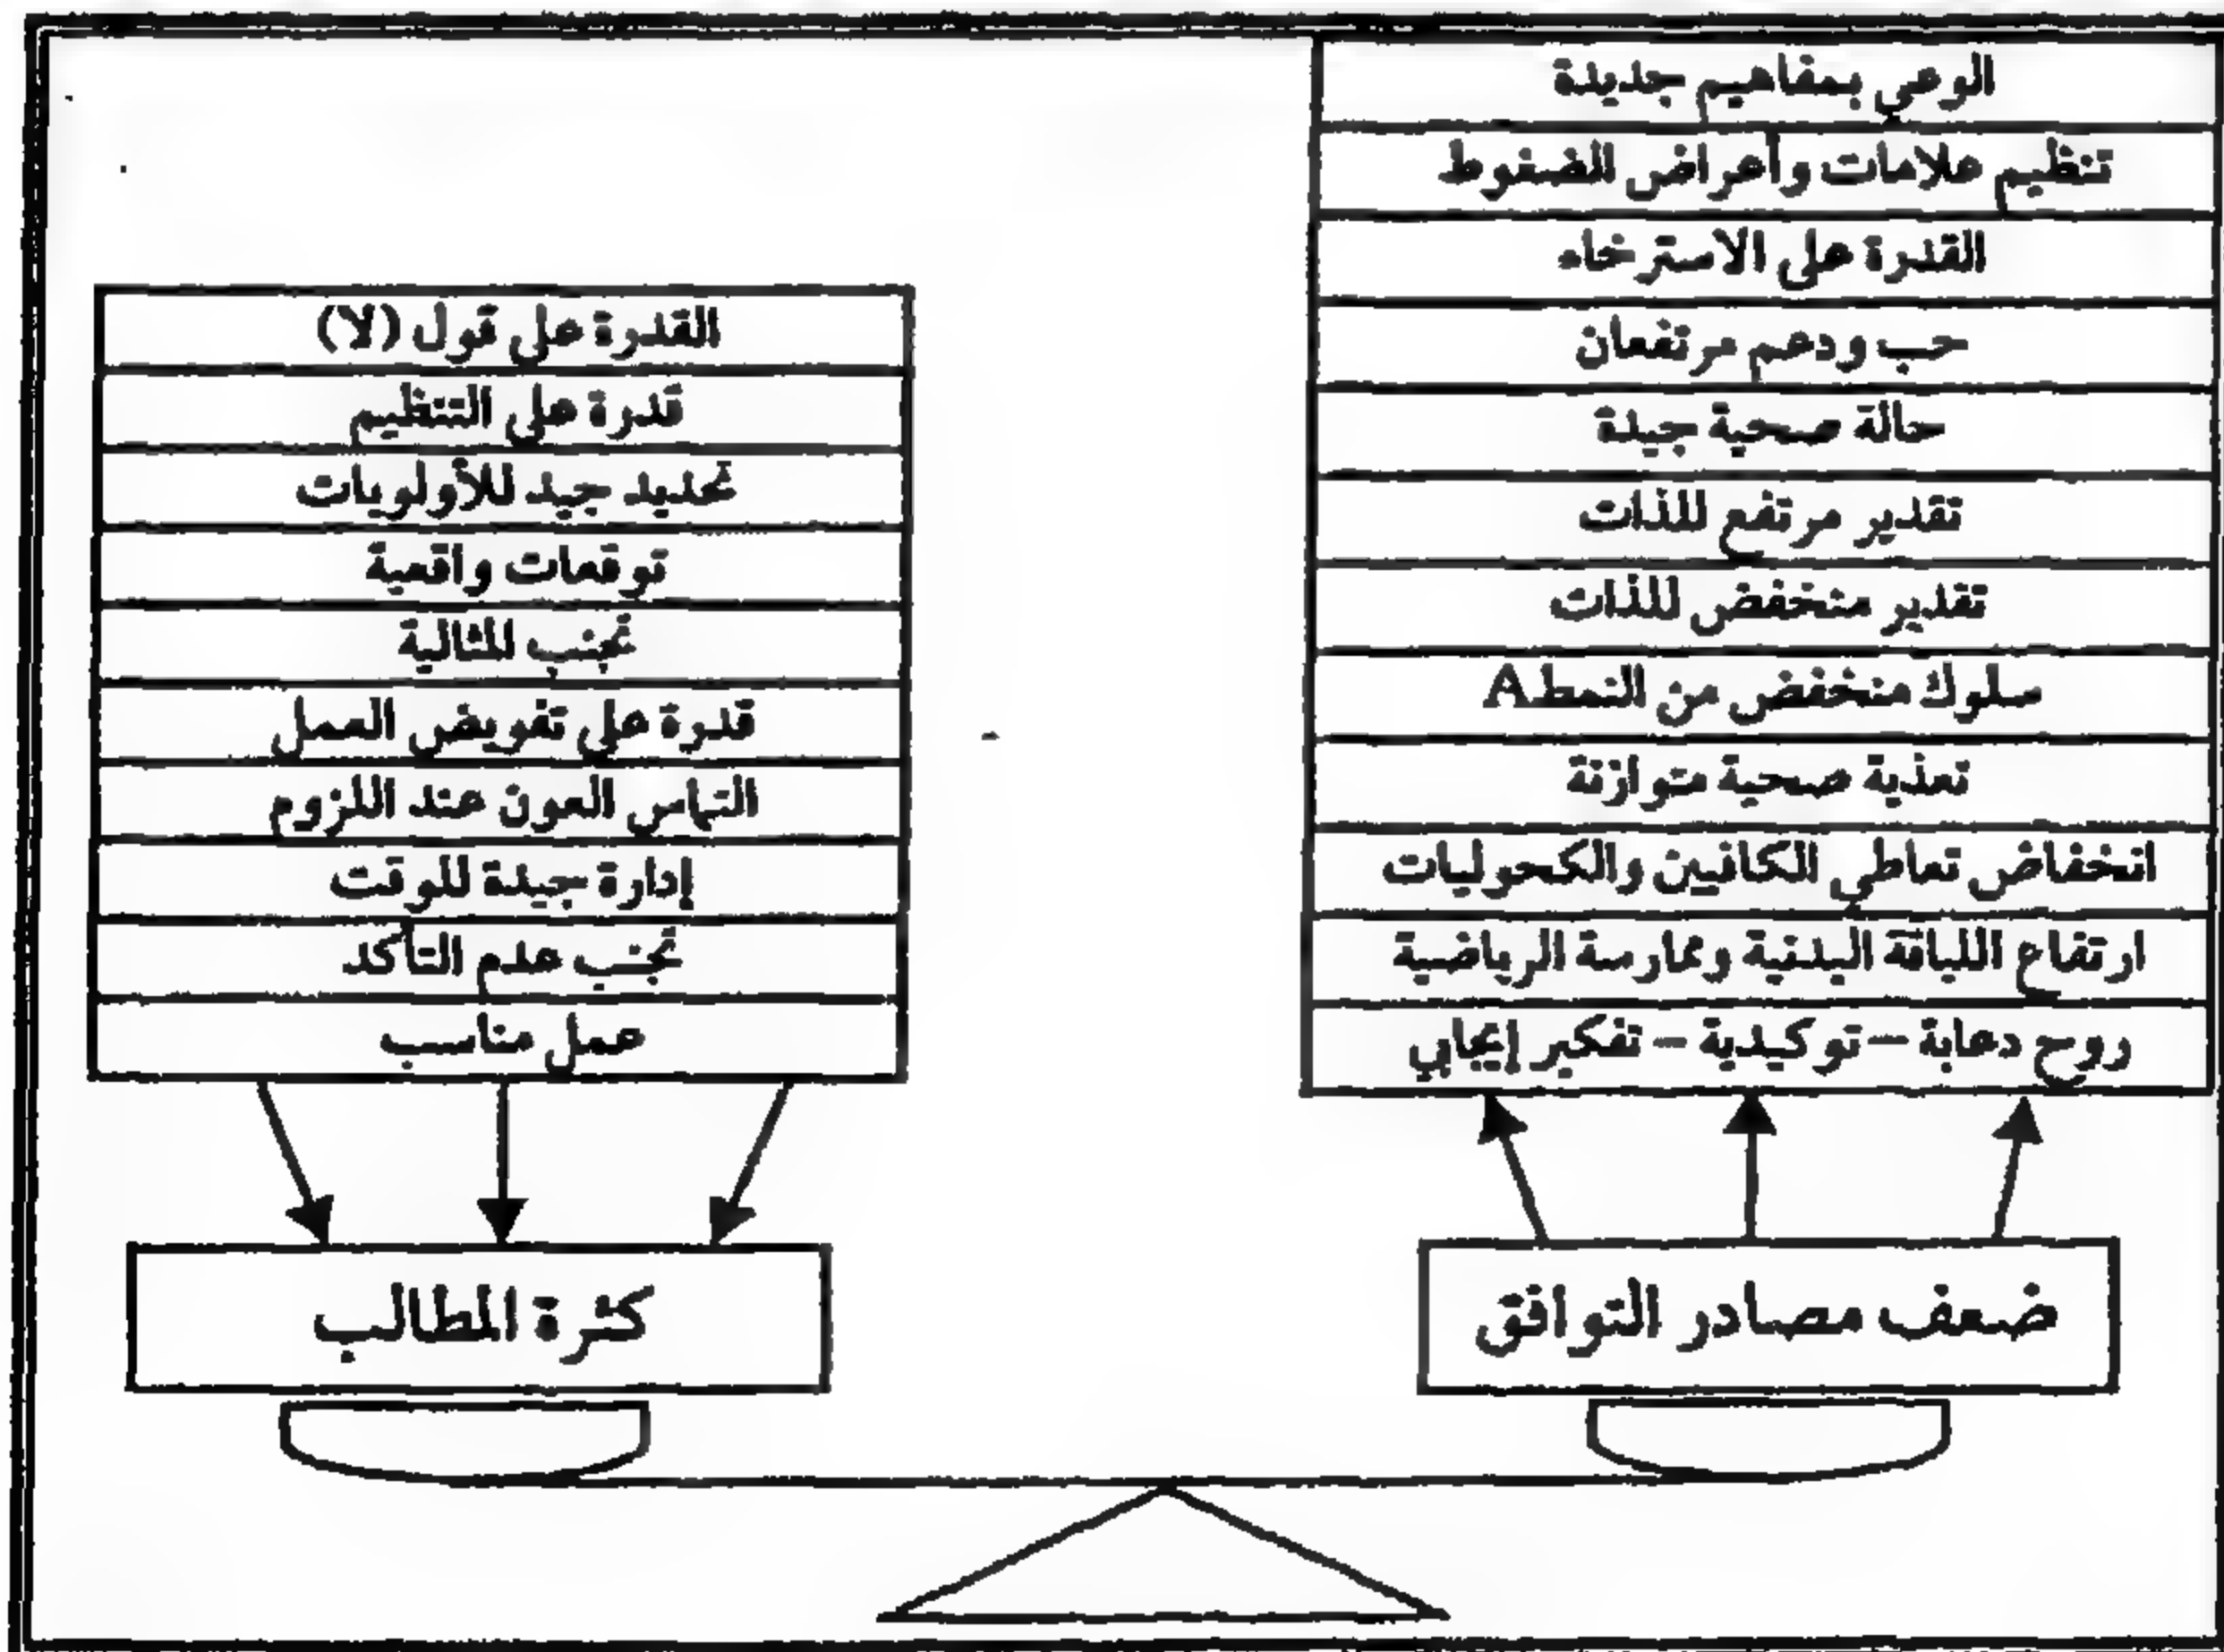 الوعي بمفاهيم جديدة
تنظيم علامات وأعراض الضغوط
القدرة على الاسترخاء
حب ودعم مرتفعان
حالة صحية جيدة
تقدير مرتفع للذات
تقدير منخفض للذات
سلوك منخفض من النمط A
تعذية صحية متوازنة
انخفاض تعاطي الكافيين والكحوليات
ارتفاع اللياقة البدنية وممارسة الرياضية
روح دعابة – توكيدية – تفكير إيجابي
ضعف مصادر التوافق
القدرة على قول (لا)
قدرة على التنظيم
تحديد جيد للأولويات
توقعات واقعية
تجنب المثالية
قدرة على تفويض العمل
التماس العون عند اللزوم
إدارة جيدة للوقت
تجنب عدم التأكد
عمل مناسب
كثرة المطالب